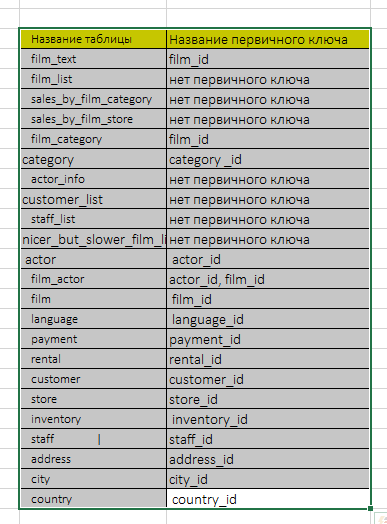 Название таблицы Название первичного ключа
film_text film_id
film_list нет первичного ключа
sales_by_film_category нет первичного ключа
sales_by_film_store нет первичного ключа
film_category film_id
category category _id
actor_info нет первичного ключа
customer_list нет первичного ключа
staff_list нет первичного ключа
nicer_but_slower_film_li нет первичного ключа
actor actor_id
film_actor actor_id, film_id
film film_id
language language_id
payment payment_id
rental rental_id
customer customer_id
store store_id
inventory inventory_id
staff | staff_id
address address_id
city city_id
country country_id